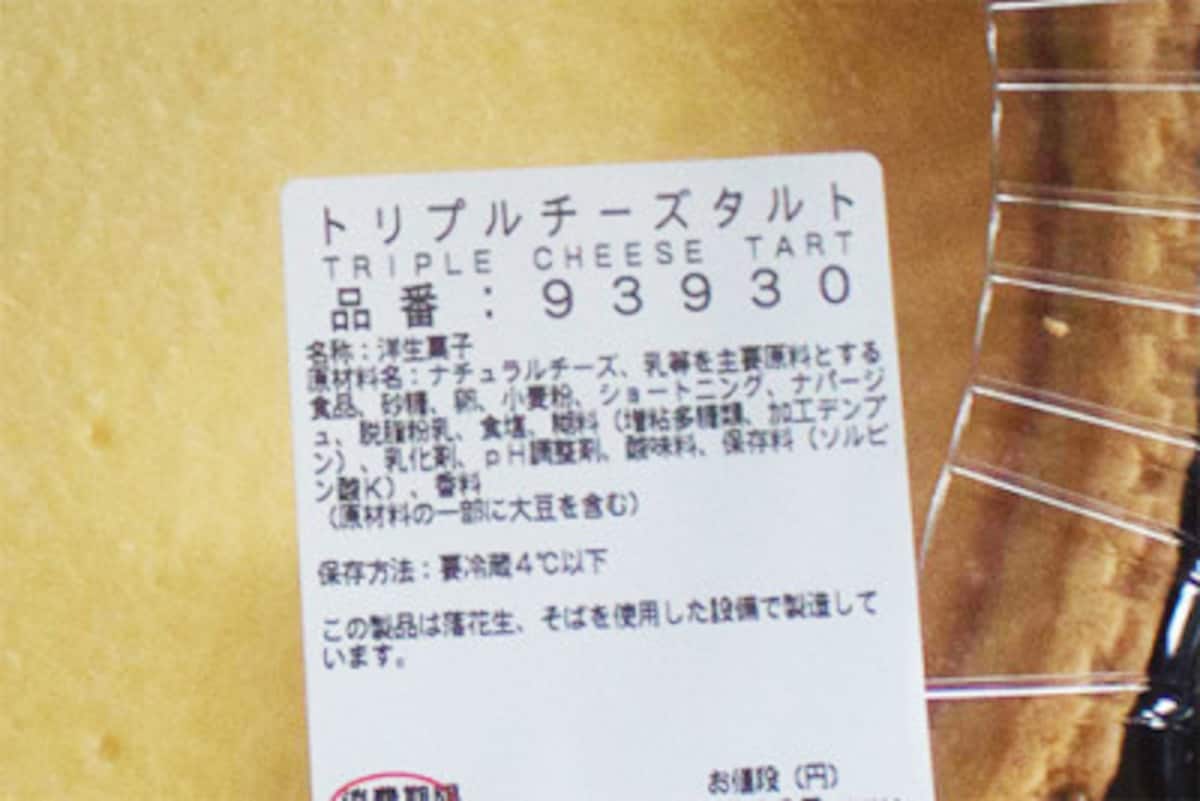 トリプルチーズタルト
TRIPLE CHEESE TART
品番：93930
名称：洋生菓子
原材料名：ナチュラルチーズ、乳等を主要原料とする
食品、砂糖、卵、小麦粉、ショートニング、ナパージ
ュ、脱脂粉乳、食塩、糊料（増粘多糖類、加工デンプ
ン）、乳化剤、pH調整剤、酸味料、保存料（ソルビ
ン酸K）、香料
（原材料の一部に大豆を含む）
保存方法：要冷蔵4℃以下
この製品は落花生、そばを使用した設備で製造して
います。
消費期限
お値段（円）